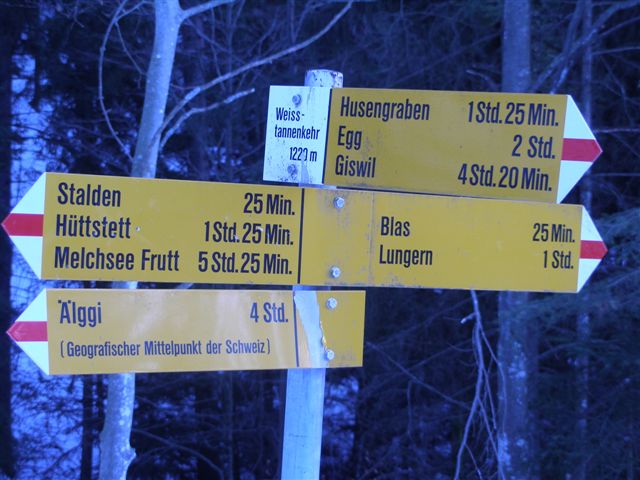 Weiss-
tannenkehr
1220 m
Husengraben 1 Std. 25 Min.
Egg 2 Std.
Giswil 4 Std. 20 Min.
Stalden 25 Min.
Hüttstett 1 Std. 25 Min.
Melchsee Frutt 5 Std. 25 Min.
Blas 25 Min.
Lungern 1 Std.
Älggi 4 Std.
(Geografischer Mittelpunkt der Schweiz)